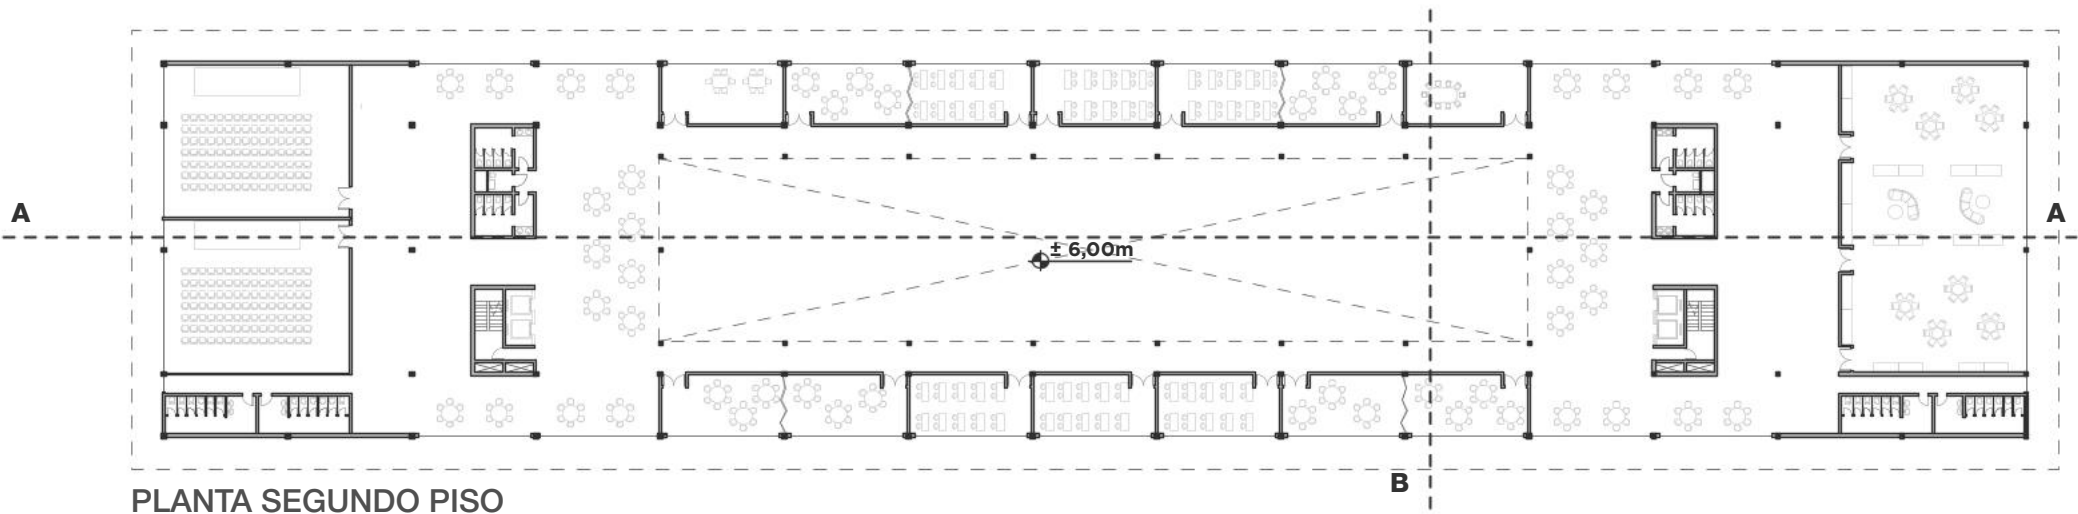 A
A
± 6,00m
B
PLANTA SEGUNDO PISO